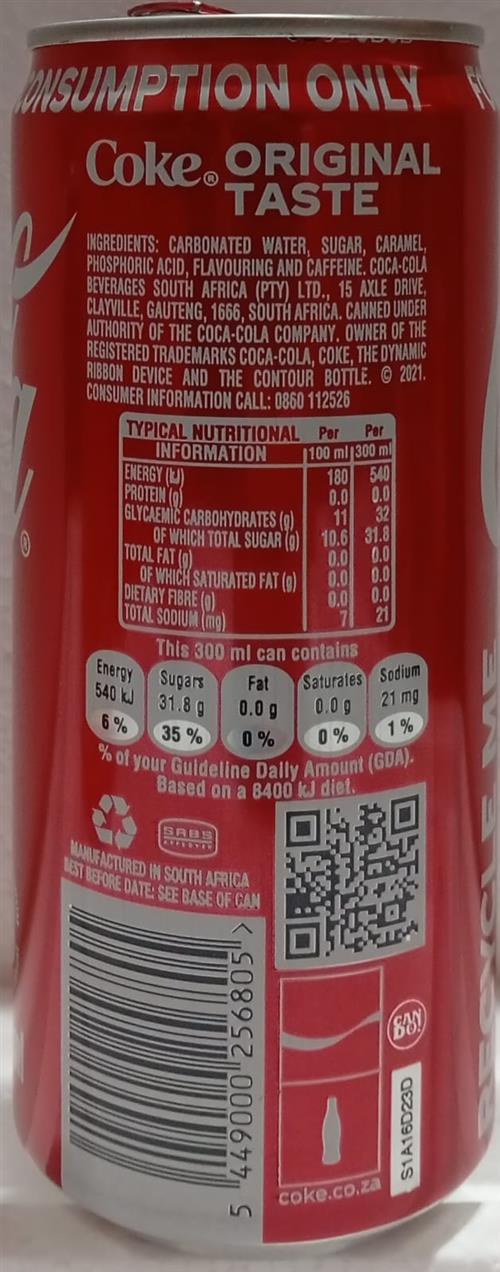 ONSUMPTION ONLY
Coke® ORIGINAL
TASTE
INGREDIENTS: CARBONATED WATER, SUGAR, CARAMEL,
PHOSPHORIC ACID, FLAVOURING AND CAFFEINE. COCA-COLA
BEVERAGES SOUTH AFRICA (PTY) LTD., 15 AXLE DRIVE,
CLAYVILLE, GAUTENG, 1666, SOUTH AFRICA. CANNED UNDER
AUTHORITY OF THE COCA-COLA COMPANY. OWNER OF THE
REGISTERED TRADEMARKS COCA-COLA, COKE, THE DYNAMIC
RIBBON DEVICE AND THE CONTOUR BOTTLE. © 2021.
CONSUMER INFORMATION CALL: 0860 112526
TYPICAL NUTRITIONAL Per Per
INFORMATION 100 ml 300 ml
ENERGY (kJ) 180 540
PROTEIN (g) 0.0 0.0
GLYCAEMIC CARBOHYDRATES (g) 11 32
OF WHICH TOTAL SUGAR (g) 10.6 31.8
TOTAL FAT (g) 0.0 0.0
OF WHICH SATURATED FAT (g) 0.0 0.0
DIETARY FIBRE (g) 0.0 0.0
TOTAL SODIUM (mg) 7 21
This 300 ml can contains
Energy Sugars Fat Saturates Sodium
540 kJ 31.8 g 0.0 g 0.0 g 21 mg
6 % 35 % 0 % 0 % 1 %
% of your Guideline Daily Amount (GDA).
Based on a 8400 kJ diet.
SABS
APPROVED
MANUFACTURED IN SOUTH AFRICA
BEST BEFORE DATE: SEE BASE OF CAN
5 449000 256805 >
CAN
DO!
S1A16D23D
coke.co.za
RECYCLE ME